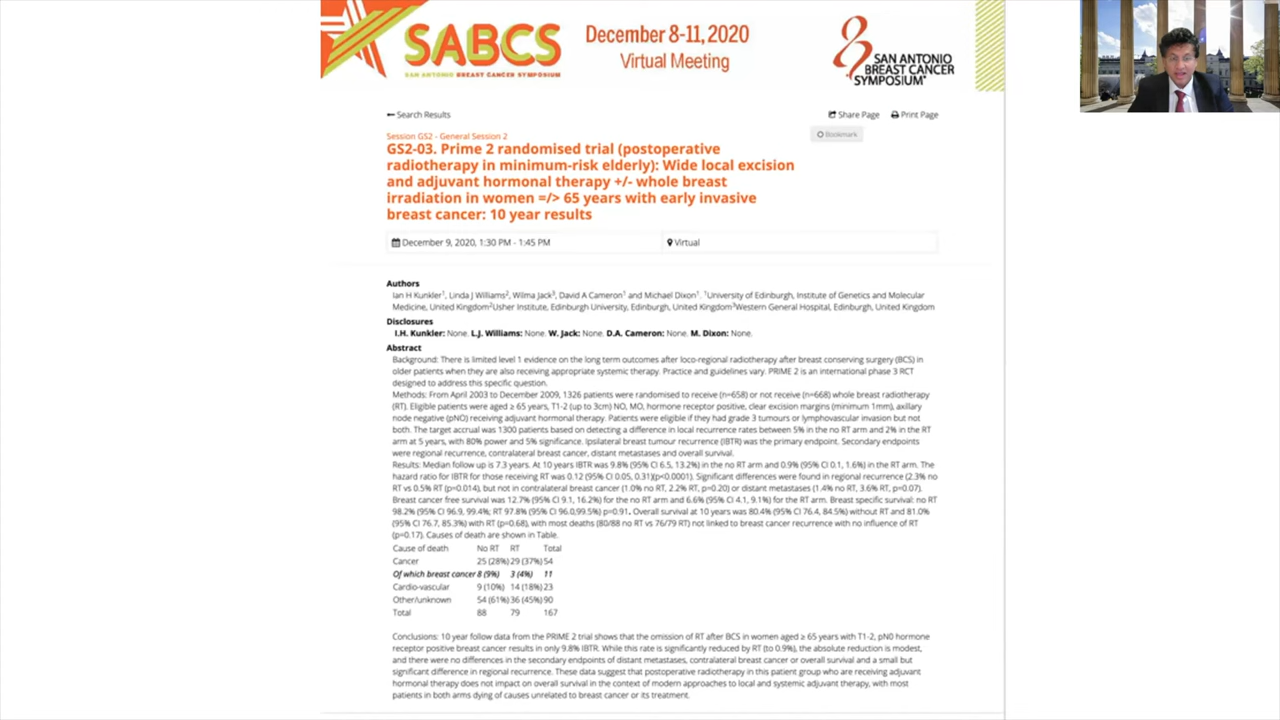 SABCS
SAN ANTONIO BREAST CANCER SYMPOSIUM
December 8-11, 2020
Virtual Meeting
SAN ANTONIO
BREAST CANCER
SYMPOSIUM®
Search Results
Share Page Print Page
Bookmark
Session GS2 - General Session 2
GS2-03. Prime 2 randomised trial (postoperative
radiotherapy in minimum-risk elderly): Wide local excision
and adjuvant hormonal therapy +/- whole breast
irradiation in women =/> 65 years with early invasive
breast cancer: 10 year results
December 9, 2020, 1:30 PM - 1:45 PM
Virtual
Authors
Ian H Kunkler¹, Linda J Williams², Wilma Jack³, David A Cameron¹ and Michael Dixon¹. ¹University of Edinburgh, Institute of Genetics and Molecular
Medicine, United Kingdom²Usher Institute, Edinburgh University, Edinburgh, United Kingdom³Western General Hospital, Edinburgh, United Kingdom
Disclosures
I.H. Kunkler: None. L.J. Williams: None. W. Jack: None. D.A. Cameron: None. M. Dixon: None.
Abstract
Background: There is limited level 1 evidence on the long term outcomes after loco-regional radiotherapy after breast conserving surgery (BCS) in
older patients when they are also receiving appropriate systemic therapy. Practice and guidelines vary. PRIME 2 is an international phase 3 RCT
designed to address this specific question.
Methods: From April 2003 to December 2009, 1326 patients were randomised to receive (n=658) or not receive (n=668) whole breast radiotherapy
(RT). Eligible patients were aged ≥ 65 years, T1-2 (up to 3cm) NO, MO, hormone receptor positive, clear excision margins (minimum 1mm), axillary
node negative (pNO) receiving adjuvant hormonal therapy. Patients were eligible if they had grade 3 tumours or lymphovascular invasion but not
both. The target accrual was 1300 patients based on detecting a difference in local recurrence rates between 5% in the no RT arm and 2% in the RT
arm at 5 years, with 80% power and 5% significance. Ipsilateral breast tumour recurrence (IBTR) was the primary endpoint. Secondary endpoints
were regional recurrence, contralateral breast cancer, distant metastases and overall survival.
Results: Median follow up is 7.3 years. At 10 years IBTR was 9.8% (95% CI 6.5, 13.2%) in the no RT arm and 0.9% (95% CI 0.1, 1.6%) in the RT arm. The
hazard ratio for IBTR for those receiving RT was 0.12 (95% CI 0.05, 0.31)(p<0.0001). Significant differences were found in regional recurrence (2.3% no
RT vs 0.5% RT (p=0.014), but not in contralateral breast cancer (1.0% no RT, 2.2% RT, p=0.20) or distant metastases (1.4% no RT, 3.6% RT, p=0.07).
Breast cancer free survival was 12.7% (95% CI 9.1, 16.2%) for the no RT arm and 6.6% (95% CI 4.1, 9.1%) for the RT arm. Breast specific survival: no RT
98.2% (95% CI 96.9, 99.4%; RT 97.8% (95% CI 96.0,99.5%) p=0.91. Overall survival at 10 years was 80.4% (95% CI 76.4, 84.5%) without RT and 81.0%
(95% CI 76.7, 85.3%) with RT (p=0.68), with most deaths (80/88 no RT vs 76/79 RT) not linked to breast cancer recurrence with no influence of RT
(p=0.17). Causes of death are shown in Table.
Cause of death No RT RT Total
Cancer 25 (28%) 29 (37%) 54
Of which breast cancer 8 (9%) 3 (4%) 11
Cardio-vascular 9 (10%) 14 (18%) 23
Other/unknown 54 (61%) 36 (45%) 90
Total 88 79 167
Conclusions: 10 year follow data from the PRIME 2 trial shows that the omission of RT after BCS in women aged ≥ 65 years with T1-2, pN0 hormone
receptor positive breast cancer results in only 9.8% IBTR. While this rate is significantly reduced by RT (to 0.9%), the absolute reduction is modest,
and there were no differences in the secondary endpoints of distant metastases, contralateral breast cancer or overall survival and a small but
significant difference in regional recurrence. These data suggest that postoperative radiotherapy in this patient group who are receiving adjuvant
hormonal therapy does not impact on overall survival in the context of modern approaches to local and systemic adjuvant therapy, with most
patients in both arms dying of causes unrelated to breast cancer or its treatment.